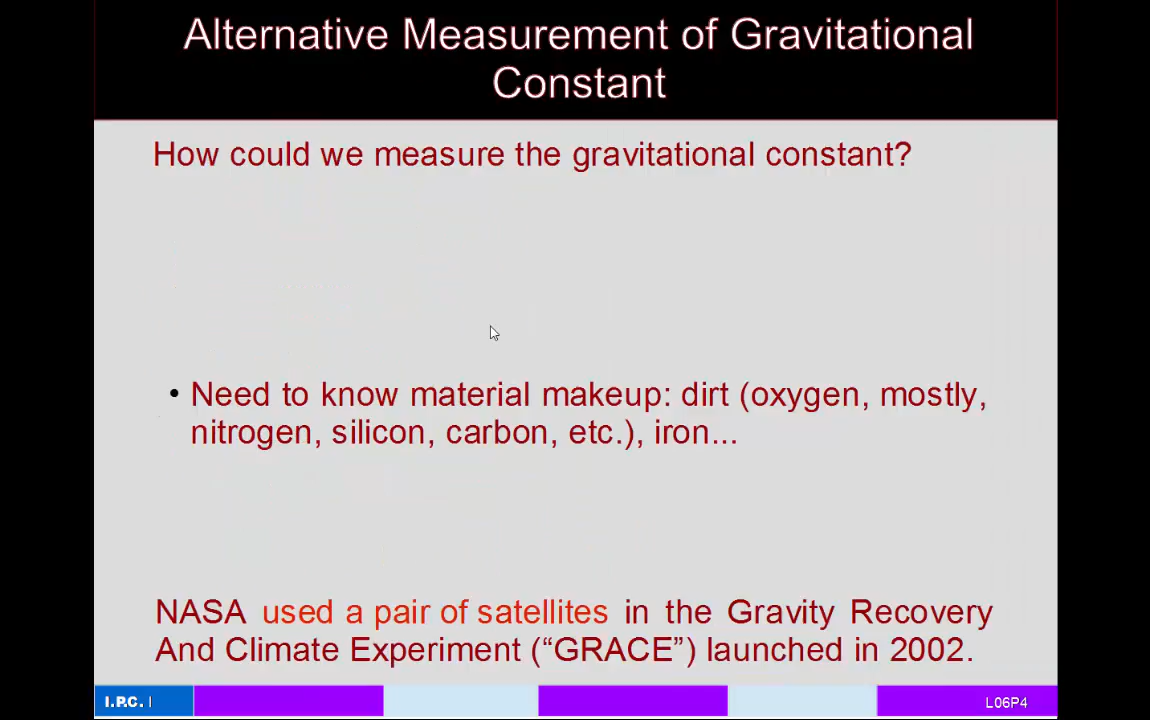 Alternative Measurement of Gravitational
Constant
How could we measure the gravitational constant?
• Need to know material makeup: dirt (oxygen, mostly,
nitrogen, silicon, carbon, etc.), iron...
NASA used a pair of satellites in the Gravity Recovery
And Climate Experiment (“GRACE”) launched in 2002.
I.P.C. I
L06P4